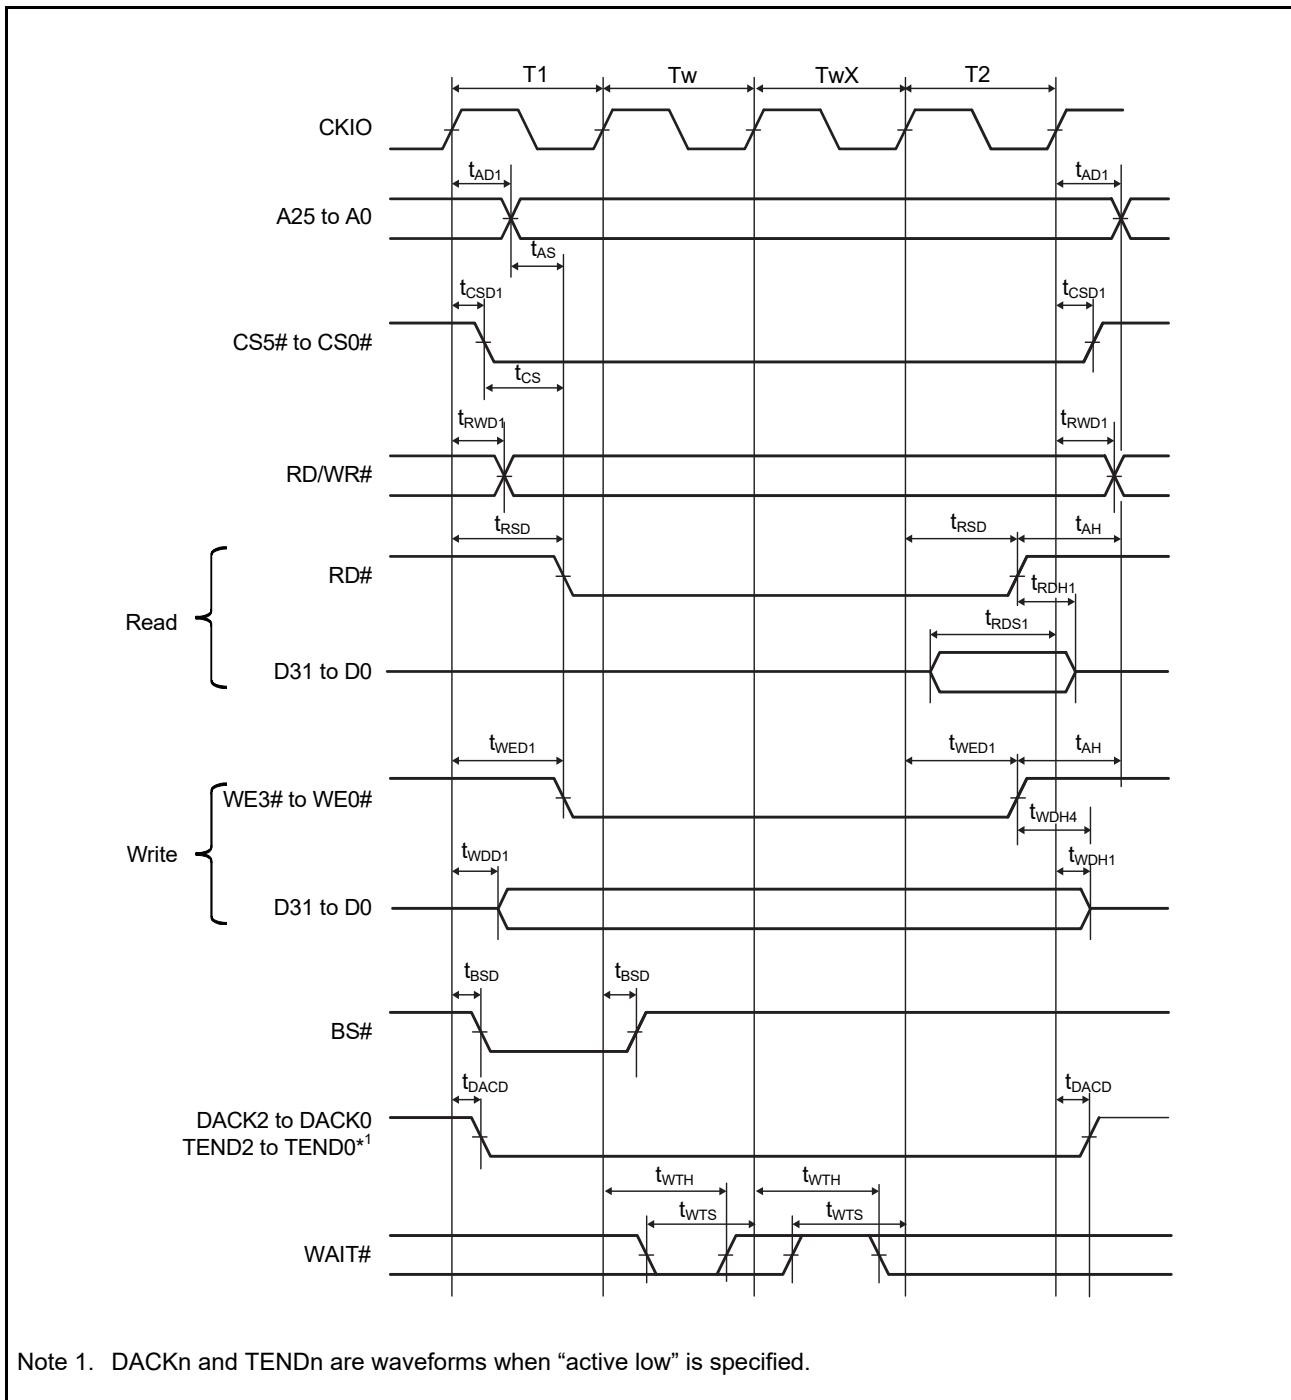 T1 Tw TwX T2
CKIO
tAD1 tAD1
A25 to A0
tAS
tCSD1 tCSD1
CS5# to CS0#
tCS
tRWD1 tRWD1
RD/WR#
tRSD tRSD tAH
RD#
tRDH1
Read
tRDS1
D31 to D0
tWED1 tWED1 tAH
WE3# to WE0#
tWDH4
Write
tWDD1 tWDH1
D31 to D0
tBSD tBSD
BS#
tDACD tDACD
DACK2 to DACK0
TEND2 to TEND0*1
tWTH tWTH
tWTS tWTS
WAIT#
Note 1. DACKn and TENDn are waveforms when “active low” is specified.